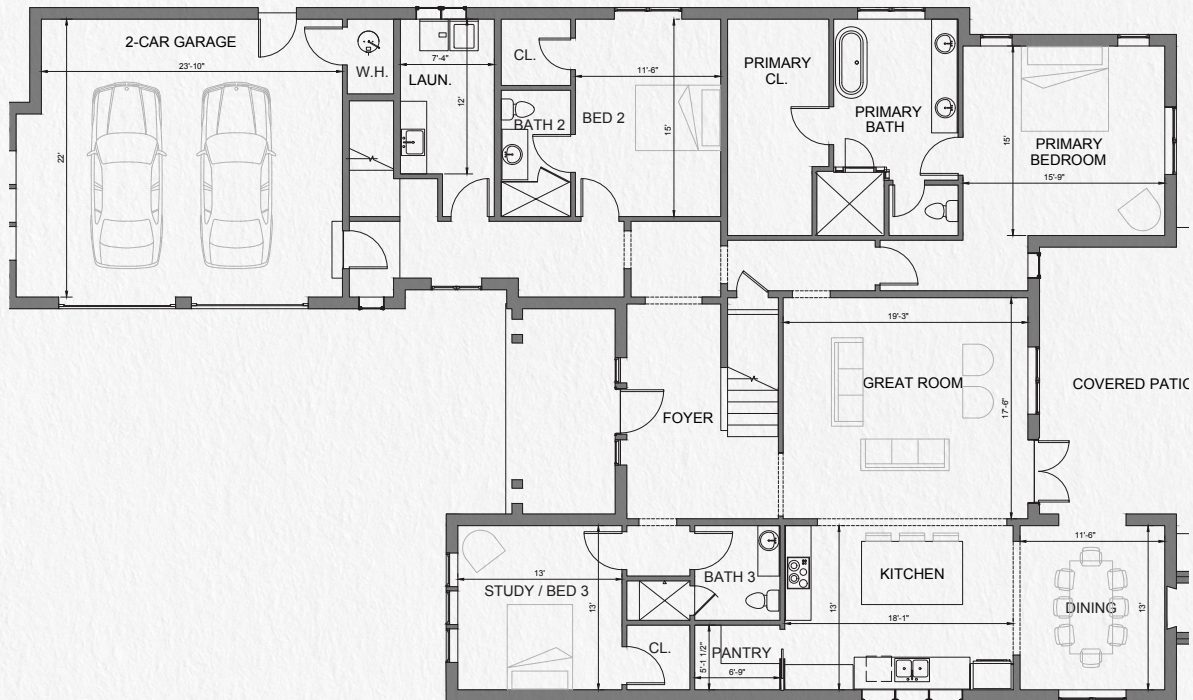 2-CAR GARAGE
23'-10"
22'
W.H.
LAUN.
7'-4"
12'
CL.
BATH 2
BED 2
11'-6"
15'
PRIMARY
CL.
PRIMARY
BATH
PRIMARY
BEDROOM
15'-9"
15'
FOYER
GREAT ROOM
19'-3"
17'-6"
COVERED PATIO
STUDY / BED 3
13'
13'
BATH 3
CL.
PANTRY
6'-9"
5'-1 1/2"
KITCHEN
18'-1"
13'
DINING
11'-6"
13'